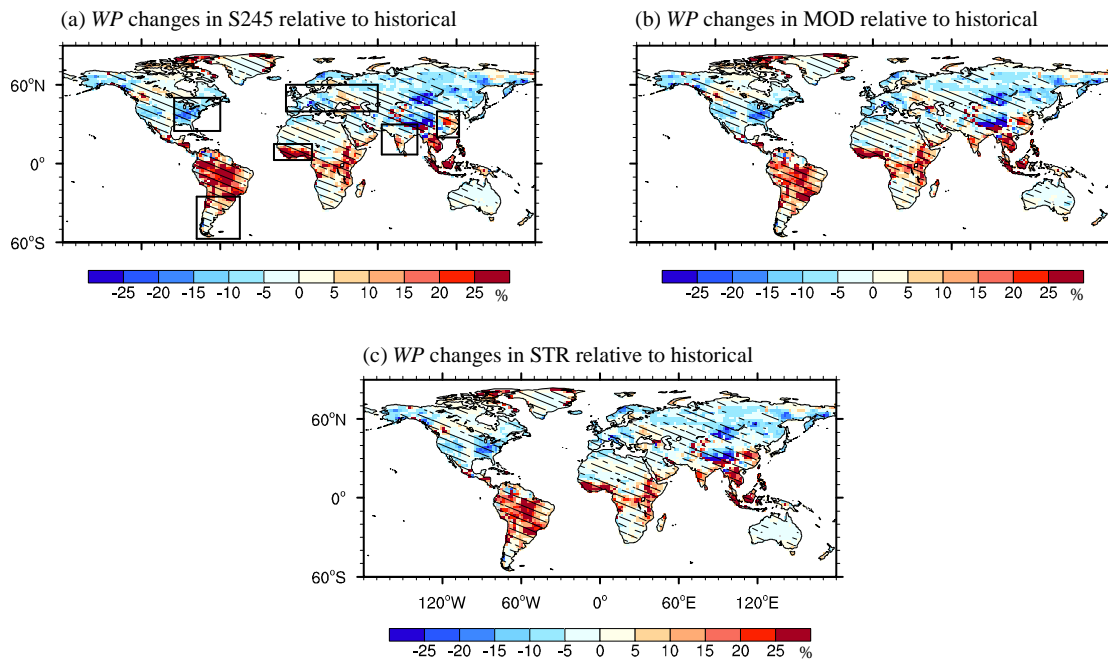 (a) WP changes in S245 relative to historical
(b) WP changes in MOD relative to historical
60°N
0°
60°S
60°N
0°
60°S
-25 -20 -15 -10 -5 0 5 10 15 20 25 %
-25 -20 -15 -10 -5 0 5 10 15 20 25 %
(c) WP changes in STR relative to historical
60°N
0°
60°S
120°W 60°W 0° 60°E 120°E
-25 -20 -15 -10 -5 0 5 10 15 20 25 %